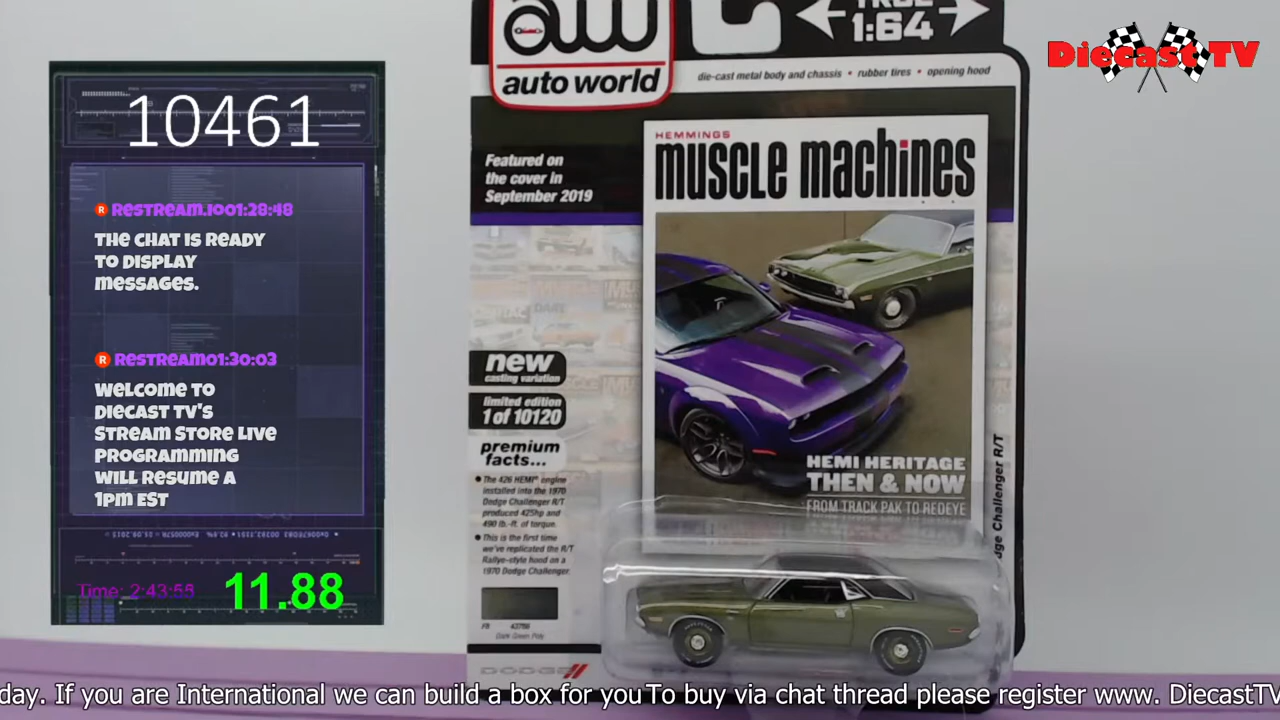 10461
Restream.io01:28:48
The chat is ready
to display
messages.
Restream01:30:03
Welcome to
Diecast TV's
Stream Store Live
Programming
will resume a
1pm EST
Time: 2:43:55
11.88
aw
auto world
TRUE
1:64
die-cast metal body and chassis • rubber tires • opening hood
Diecast TV
Featured on
the cover in
September 2019
HEMMINGS
muscle machines
HEMI HERITAGE
THEN & NOW
FROM TRACK PAK TO REDEYE
new
casting variation
limited edition
1 of 10120
premium
facts...
• The 426 HEMI® engine
installed into the 1970
Dodge Challenger R/T
produced 425hp and
490 lb.-ft. of torque.
• This is the first time
we've replicated the R/T
Rallye-style hood on a
1970 Dodge Challenger.
Dark Green Poly
DODGE
dge Challenger R/T
day. If you are International we can build a box for you To buy via chat thread please register www. DiecastTV